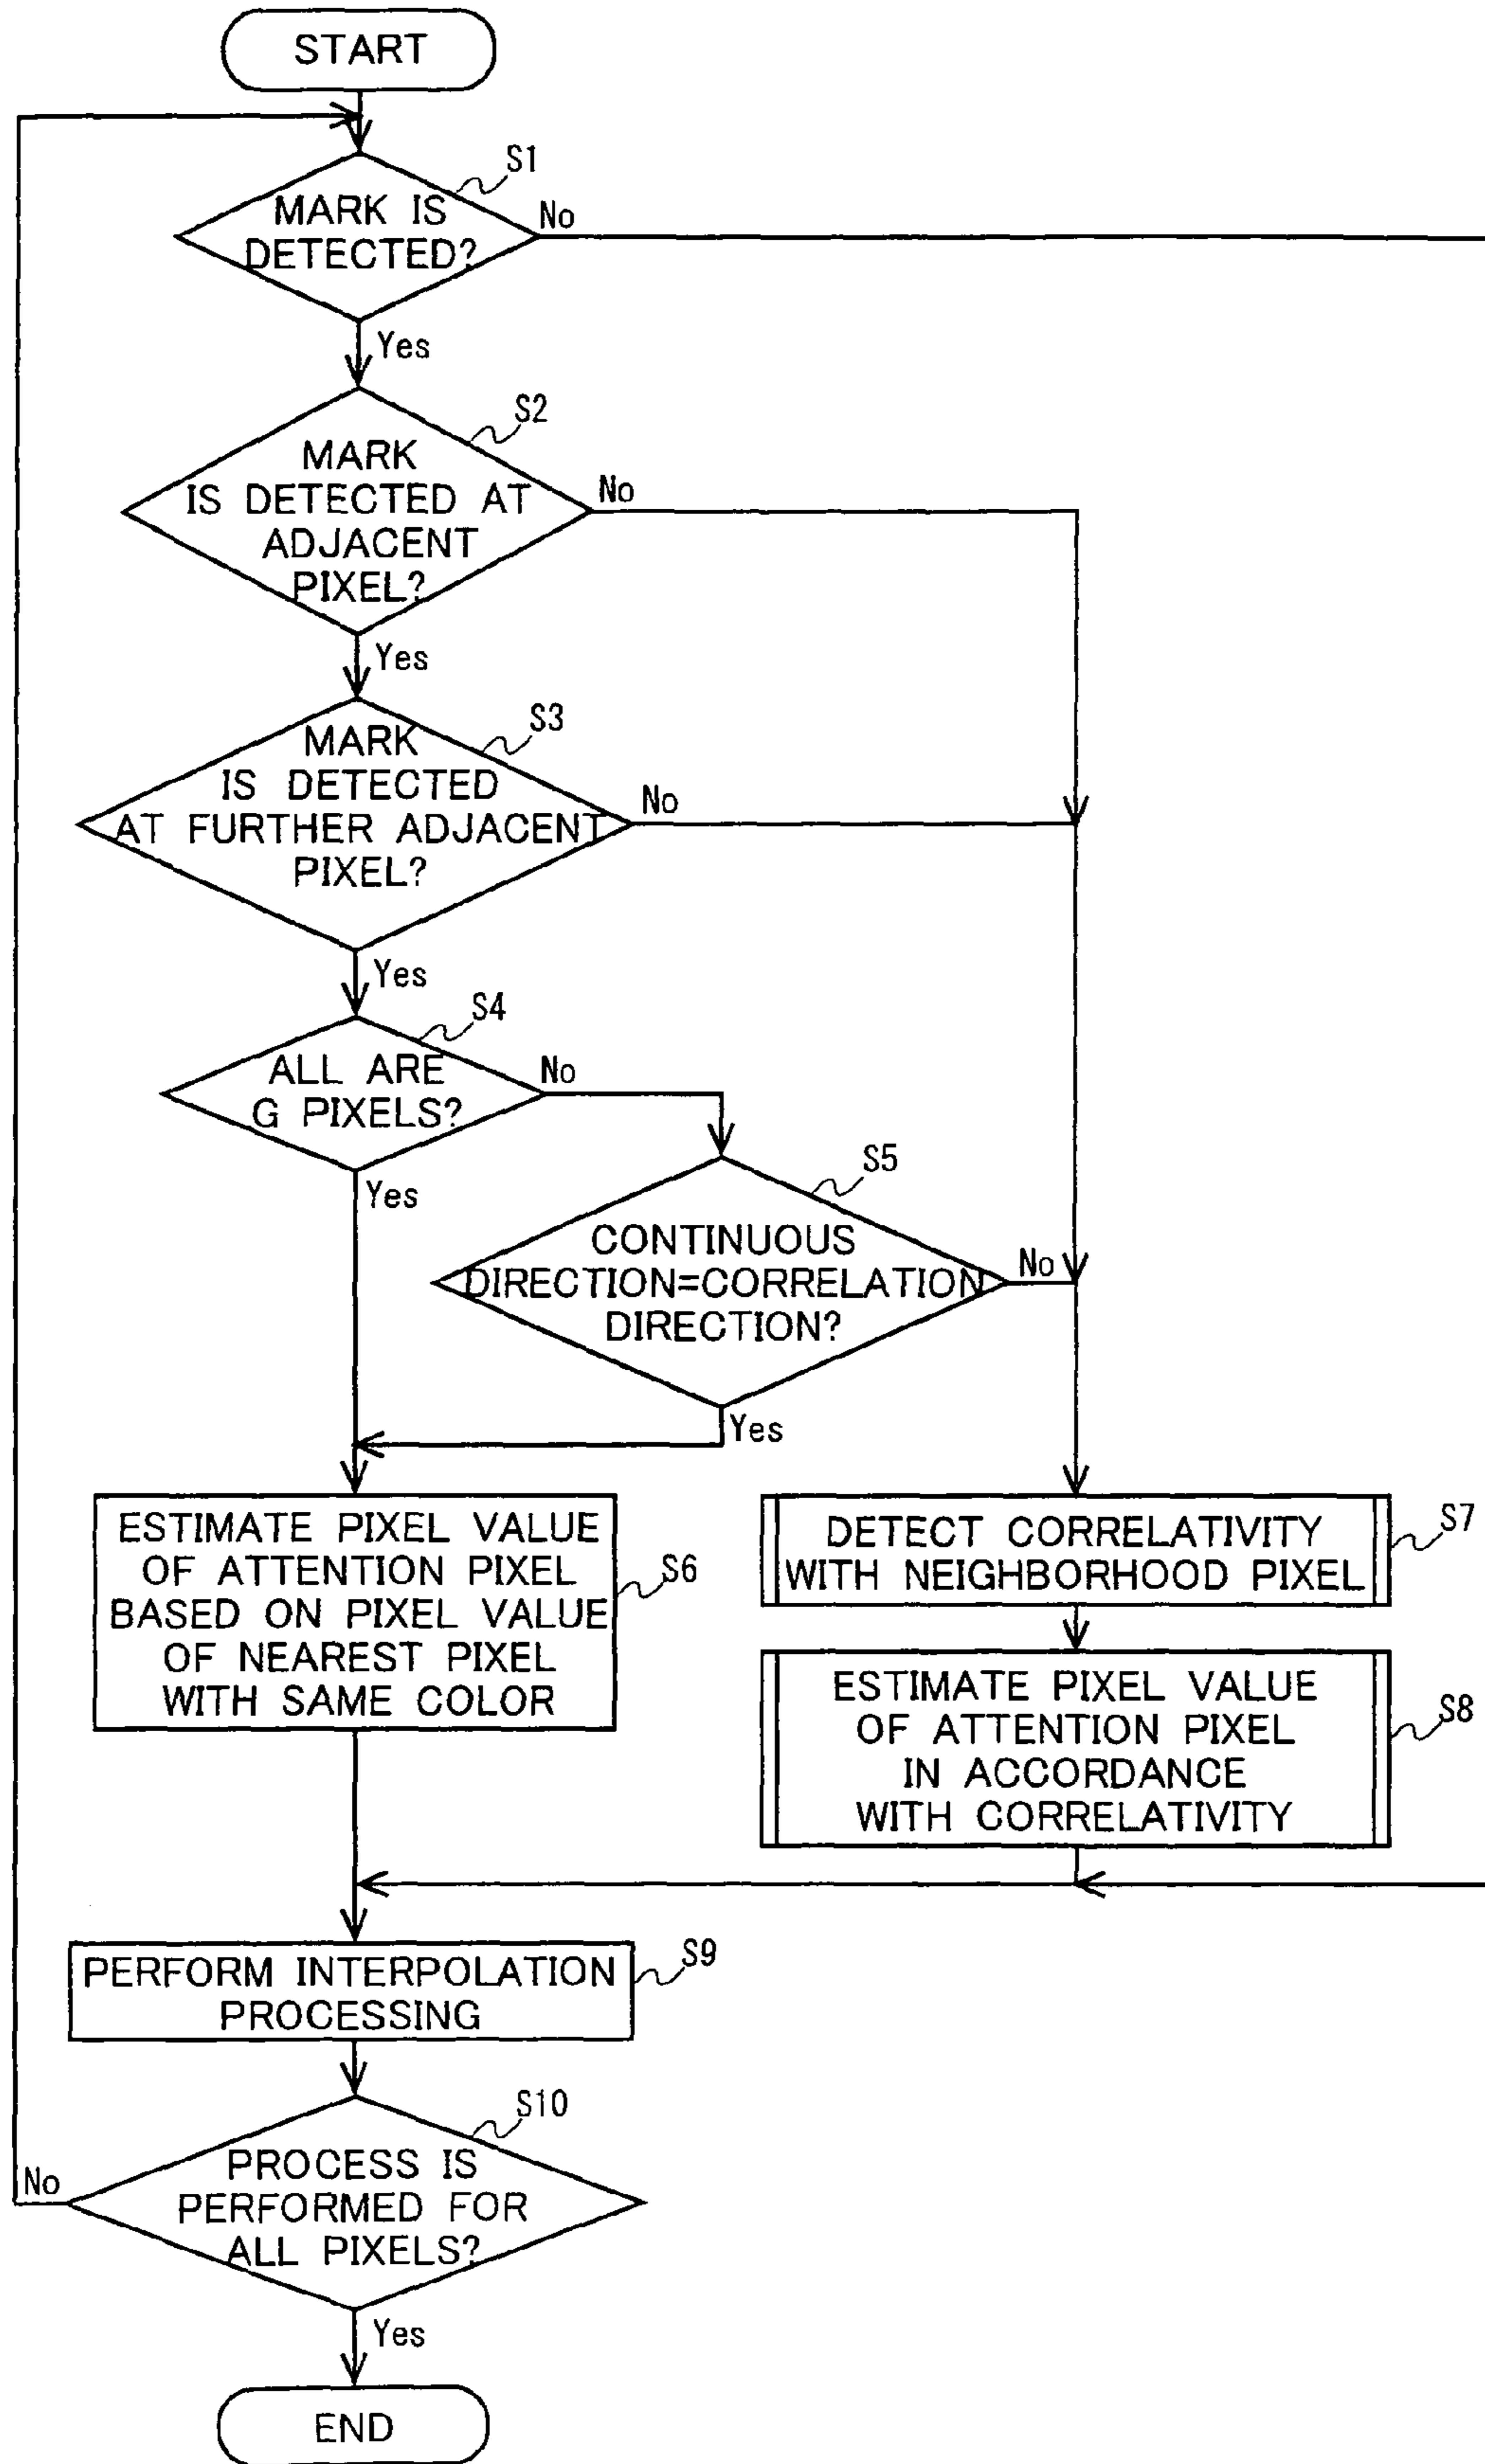 START
S1
MARK IS
DETECTED?
No
Yes
S2
MARK
IS DETECTED AT
ADJACENT
PIXEL?
No
Yes
S3
MARK
IS DETECTED
AT FURTHER ADJACENT
PIXEL?
No
Yes
S4
ALL ARE
G PIXELS?
No
Yes
S5
CONTINUOUS
DIRECTION=CORRELATION
DIRECTION?
No
Yes
ESTIMATE PIXEL VALUE
OF ATTENTION PIXEL
BASED ON PIXEL VALUE
OF NEAREST PIXEL
WITH SAME COLOR
S6
DETECT CORRELATIVITY
WITH NEIGHBORHOOD PIXEL
S7
ESTIMATE PIXEL VALUE
OF ATTENTION PIXEL
IN ACCORDANCE
WITH CORRELATIVITY
S8
PERFORM INTERPOLATION
PROCESSING
S9
S10
PROCESS IS
PERFORMED FOR
ALL PIXELS?
No
Yes
END